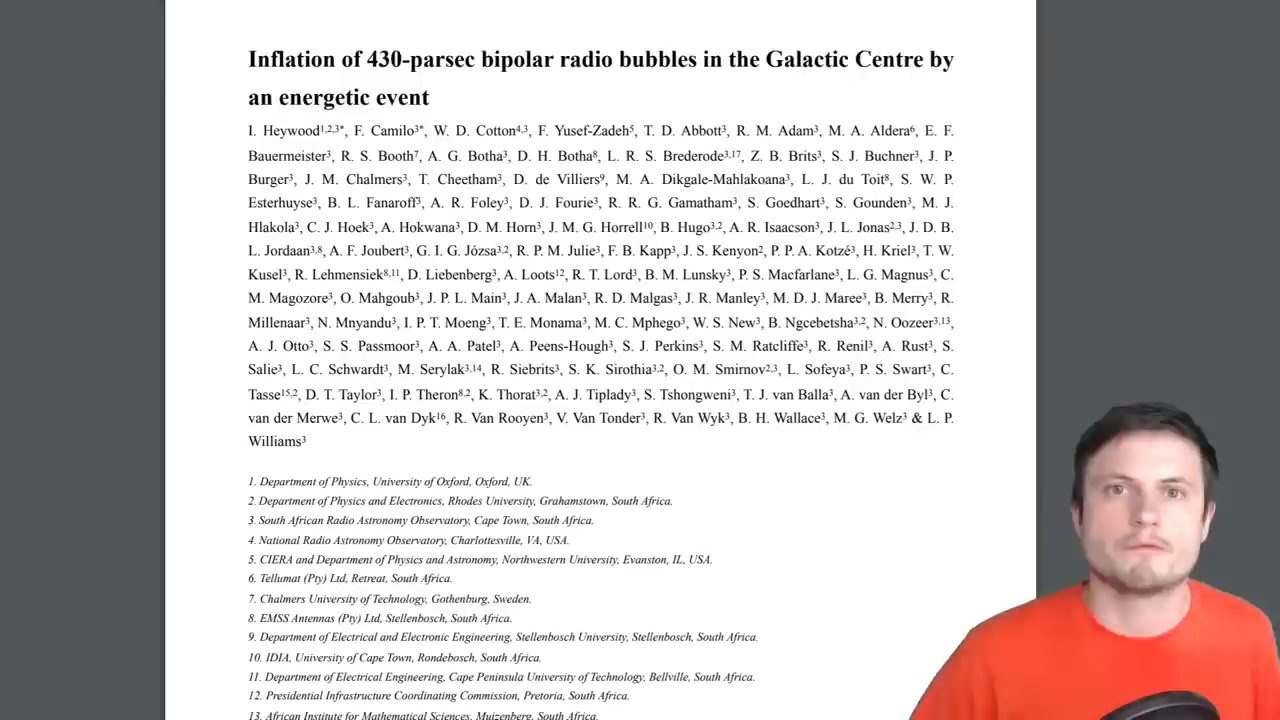 Inflation of 430-parsec bipolar radio bubbles in the Galactic Centre by
an energetic event
I. Heywood1,2,3*, F. Camilo3*, W. D. Cotton4,3, F. Yusef-Zadeh5, T. D. Abbott3, R. M. Adam3, M. A. Aldera6, E. F.
Bauermeister3, R. S. Booth7, A. G. Botha3, D. H. Botha8, L. R. S. Brederode3,17, Z. B. Brits3, S. J. Buchner3, J. P.
Burger3, J. M. Chalmers3, T. Cheetham3, D. de Villiers9, M. A. Dikgale-Mahlakoana3, L. J. du Toit8, S. W. P.
Esterhuyse3, B. L. Fanaroff3, A. R. Foley3, D. J. Fourie3, R. R. G. Gamatham3, S. Goedhart3, S. Gounden3, M. J.
Hlakola3, C. J. Hoek3, A. Hokwana3, D. M. Horn3, J. M. G. Horrell10, B. Hugo3,2, A. R. Isaacson3, J. L. Jonas2,3, J. D. B.
L. Jordaan3,8, A. F. Joubert3, G. I. G. Józsa3,2, R. P. M. Julie3, F. B. Kapp3, J. S. Kenyon2, P. P. A. Kotzé3, H. Kriel3, T. W.
Kusel3, R. Lehmensiek8,11, D. Liebenberg3, A. Loots12, R. T. Lord3, B. M. Lunsky3, P. S. Macfarlane3, L. G. Magnus3, C.
M. Magozore3, O. Mahgoub3, J. P. L. Main3, J. A. Malan3, R. D. Malgas3, J. R. Manley3, M. D. J. Maree3, B. Merry3, R.
Millenaar3, N. Mnyandu3, I. P. T. Moeng3, T. E. Monama3, M. C. Mphego3, W. S. New3, B. Ngcebetsha3,2, N. Oozeer3,13,
A. J. Otto3, S. S. Passmoor3, A. A. Patel3, A. Peens-Hough3, S. J. Perkins3, S. M. Ratcliffe3, R. Renil3, A. Rust3, S.
Salie3, L. C. Schwardt3, M. Serylak3,14, R. Siebrits3, S. K. Sirothia3,2, O. M. Smirnov2,3, L. Sofeya3, P. S. Swart3, C.
Tasse15,2, D. T. Taylor3, I. P. Theron8,2, K. Thorat3,2, A. J. Tiplady3, S. Tshongweni3, T. J. van Balla3, A. van der Byl3, C.
van der Merwe3, C. L. van Dyk16, R. Van Rooyen3, V. Van Tonder3, R. Van Wyk3, B. H. Wallace3, M. G. Welz3 & L. P.
Williams3
1. Department of Physics, University of Oxford, Oxford, UK.
2. Department of Physics and Electronics, Rhodes University, Grahamstown, South Africa.
3. South African Radio Astronomy Observatory, Cape Town, South Africa.
4. National Radio Astronomy Observatory, Charlottesville, VA, USA.
5. CIERA and Department of Physics and Astronomy, Northwestern University, Evanston, IL, USA.
6. Tellumat (Pty) Ltd, Retreat, South Africa.
7. Chalmers University of Technology, Gothenburg, Sweden.
8. EMSS Antennas (Pty) Ltd, Stellenbosch, South Africa.
9. Department of Electrical and Electronic Engineering, Stellenbosch University, Stellenbosch, South Africa.
10. IDIA, University of Cape Town, Rondebosch, South Africa.
11. Department of Electrical Engineering, Cape Peninsula University of Technology, Bellville, South Africa.
12. Presidential Infrastructure Coordinating Commission, Pretoria, South Africa.
13. African Institute for Mathematical Sciences, Muizenberg, South Africa.